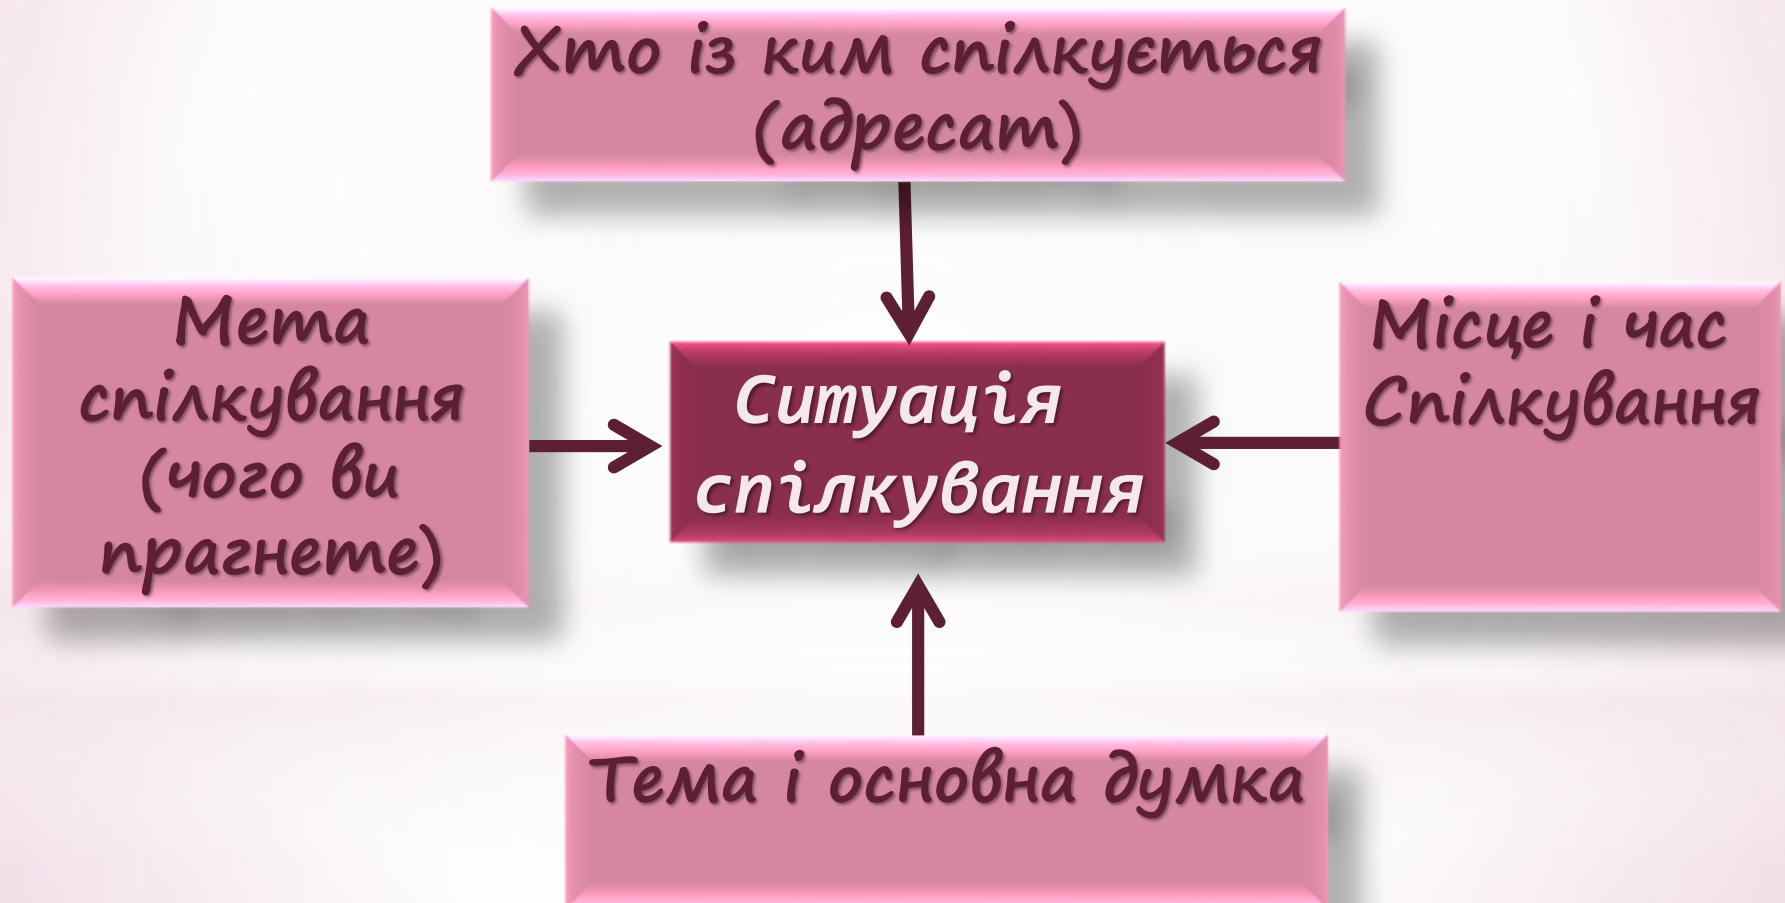 Хто із ким спілкується
(адресат)
Мета
спілкування
(чого ви
прагнете)
Ситуація
спілкування
Місце і час
Спілкування
Тема і основна думка